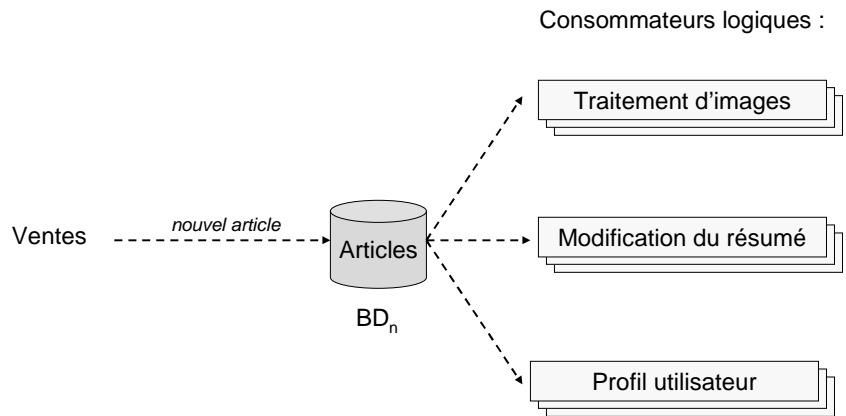 Consommateurs logiques :
Traitement d'images
Ventes
nouvel article
Articles
Modification du résumé
BDn
Profil utilisateur